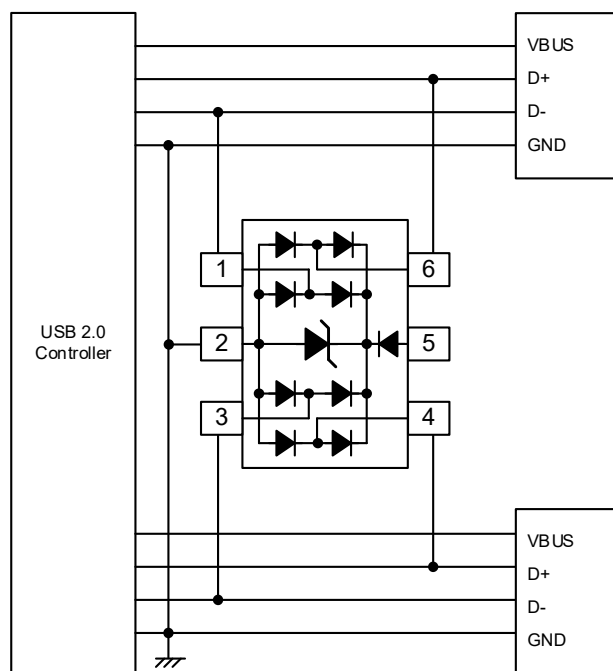 VBUS
D+
D-
GND
1
6
USB 2.0
Controller
2
5
3
4
VBUS
D+
D-
GND